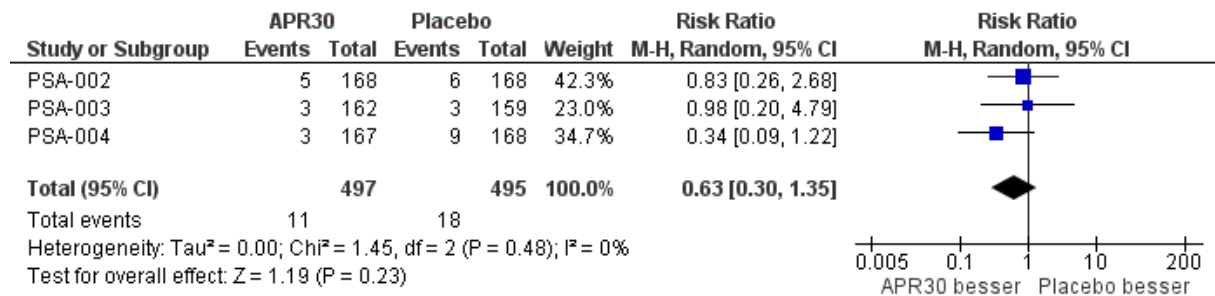 APR30 Placebo Risk Ratio Risk Ratio
Study or Subgroup Events Total Events Total Weight M-H, Random, 95% CI M-H, Random, 95% CI
PSA-002 5 168 6 168 42.3% 0.83 [0.26, 2.68]
PSA-003 3 162 3 159 23.0% 0.98 [0.20, 4.79]
PSA-004 3 167 9 168 34.7% 0.34 [0.09, 1.22]
Total (95% CI) 497 495 100.0% 0.63 [0.30, 1.35]
Total events 11 18
Heterogeneity: Tau² = 0.00; Chi² = 1.45, df = 2 (P = 0.48); I² = 0%
Test for overall effect: Z = 1.19 (P = 0.23)
0.005 0.1 1 10 200
APR30 besser Placebo besser